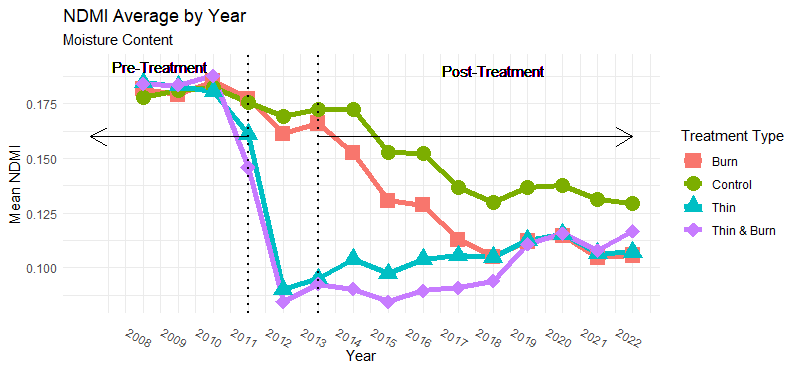 NDMI Average by Year
Moisture Content
Pre-Treatment
Post-Treatment
0.175
0.150
0.125
0.100
Mean NDMI
2008 2009 2010 2011 2012 2013 2014 2015 2016 2017 2018 2019 2020 2021 2022
Year
Treatment Type
Burn
Control
Thin
Thin & Burn